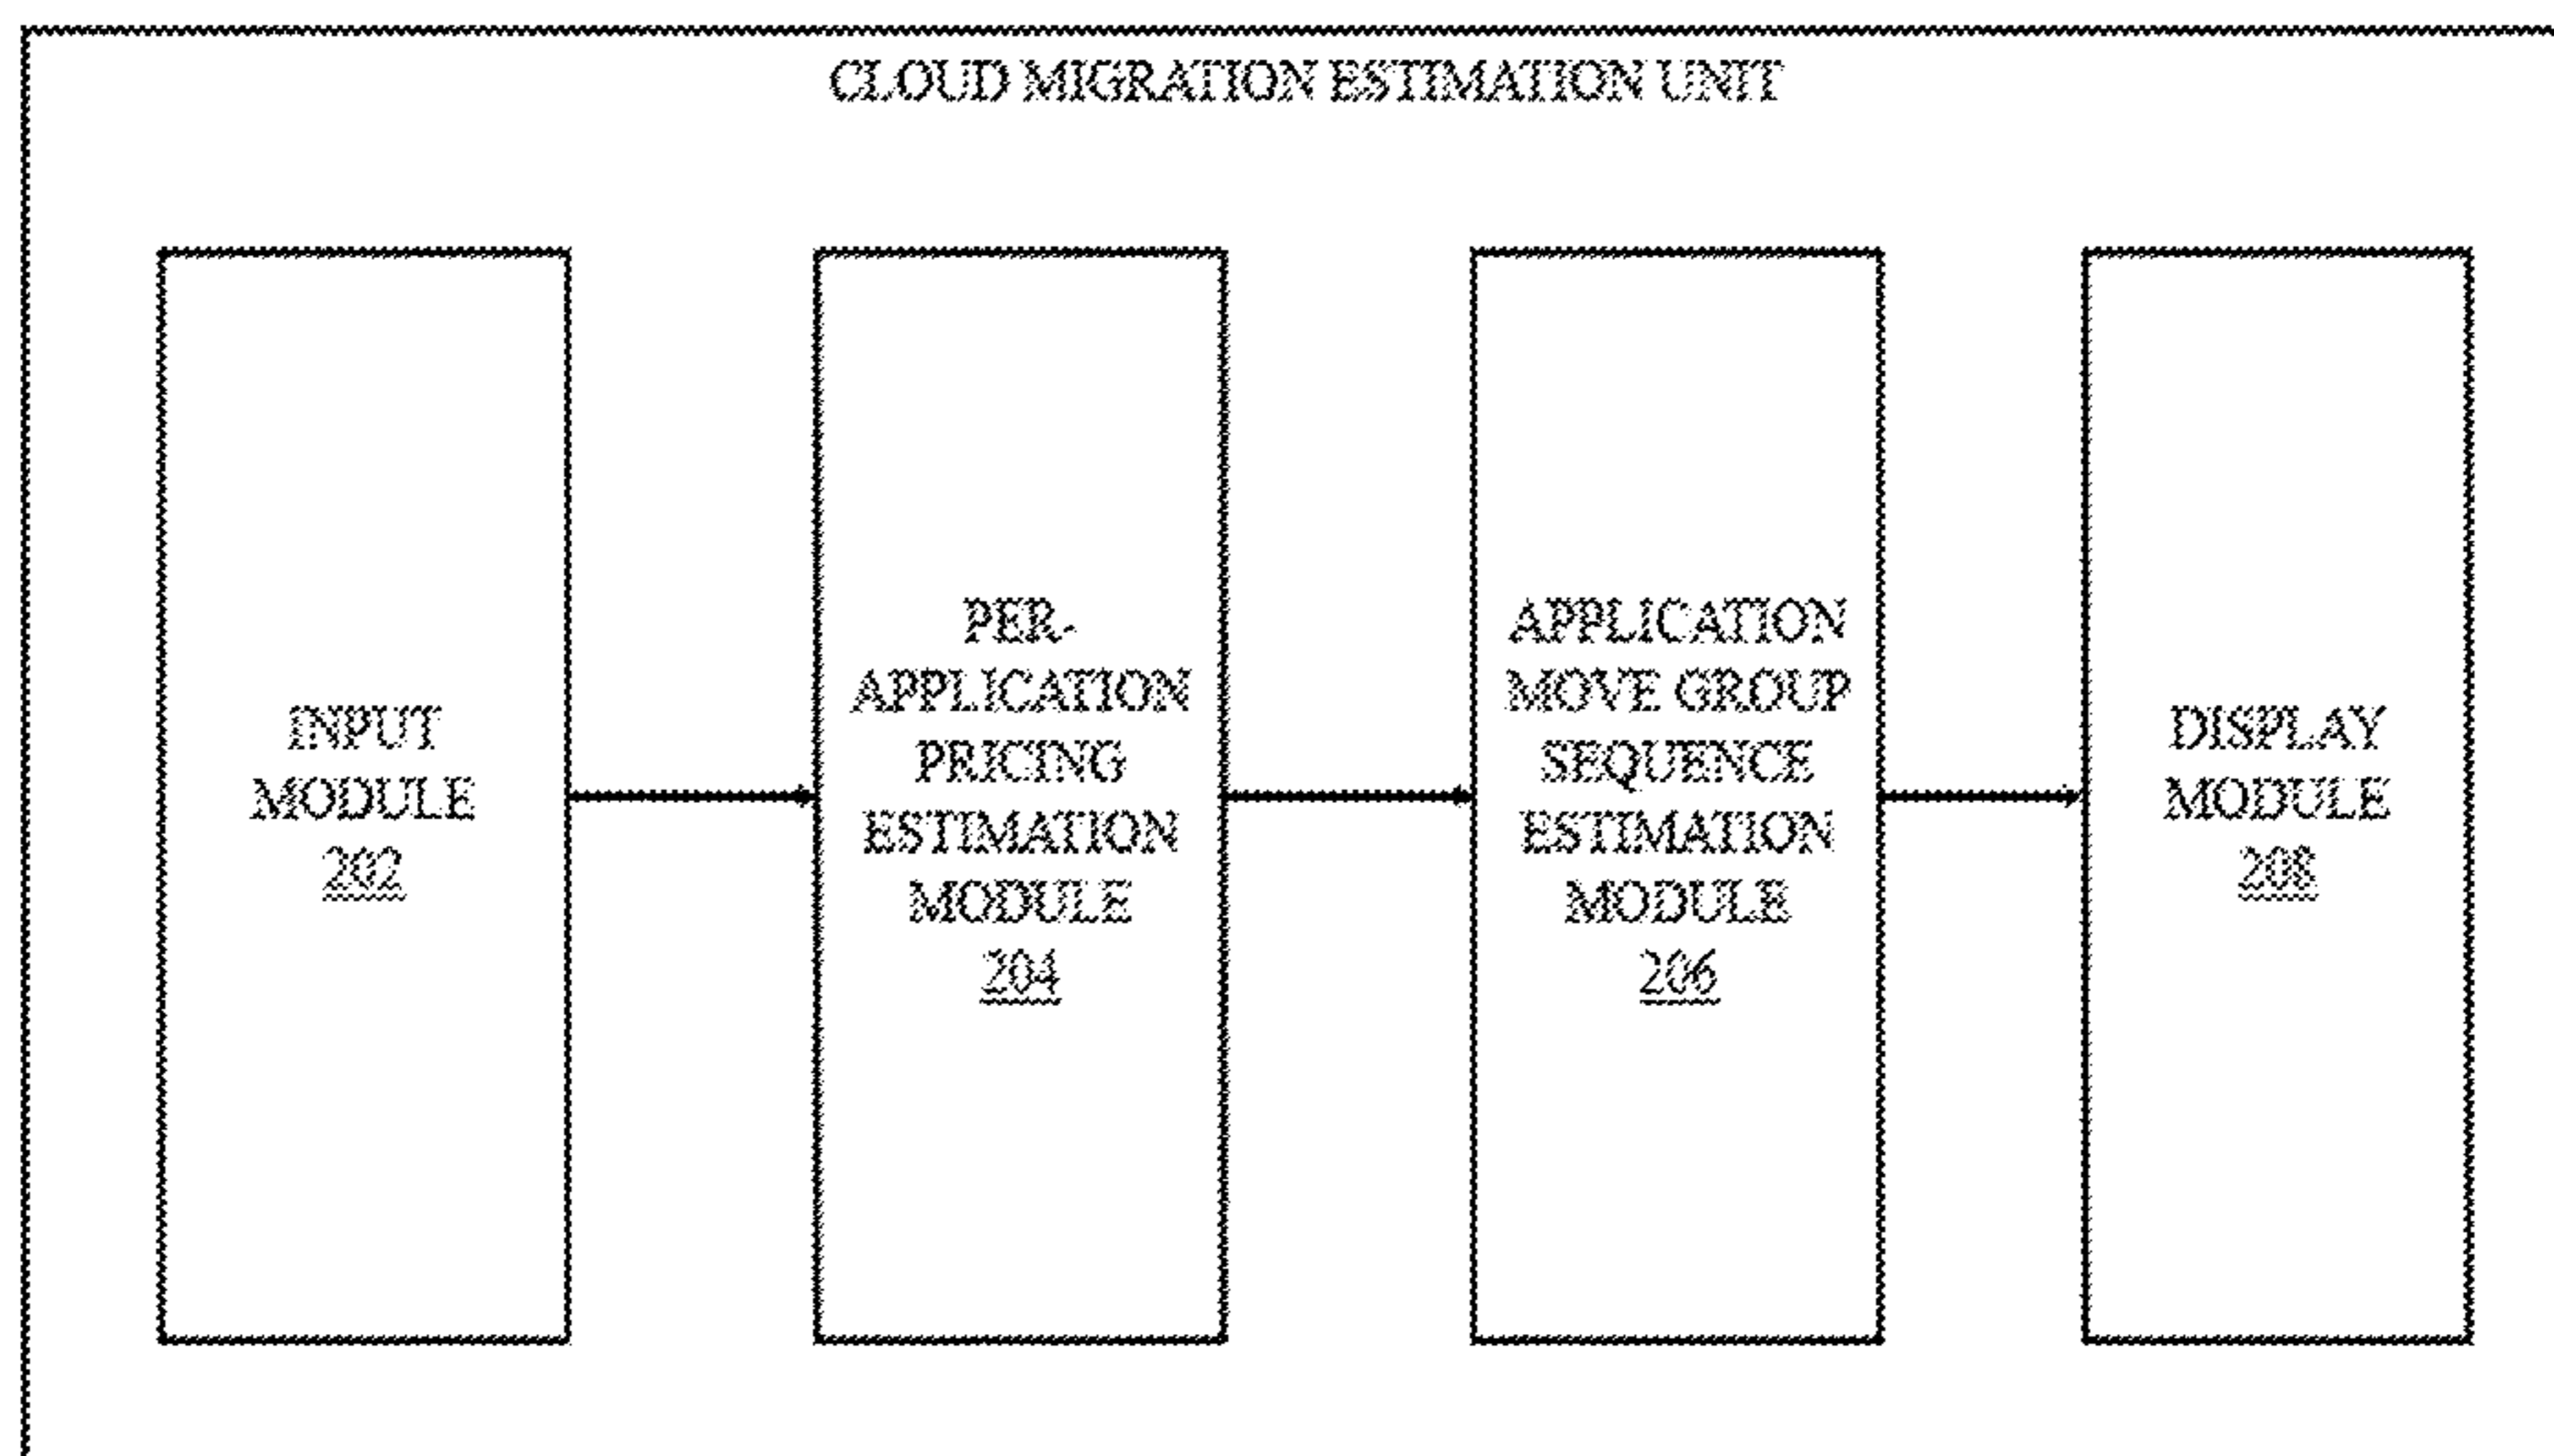 CLOUD MIGRATION ESTIMATION UNIT
INPUT
MODULE
202
PER-
APPLICATION
PRICING
ESTIMATION
MODULE
204
APPLICATION
MOVE GROUP
SEQUENCE
ESTIMATION
MODULE
206
DISPLAY
MODULE
208